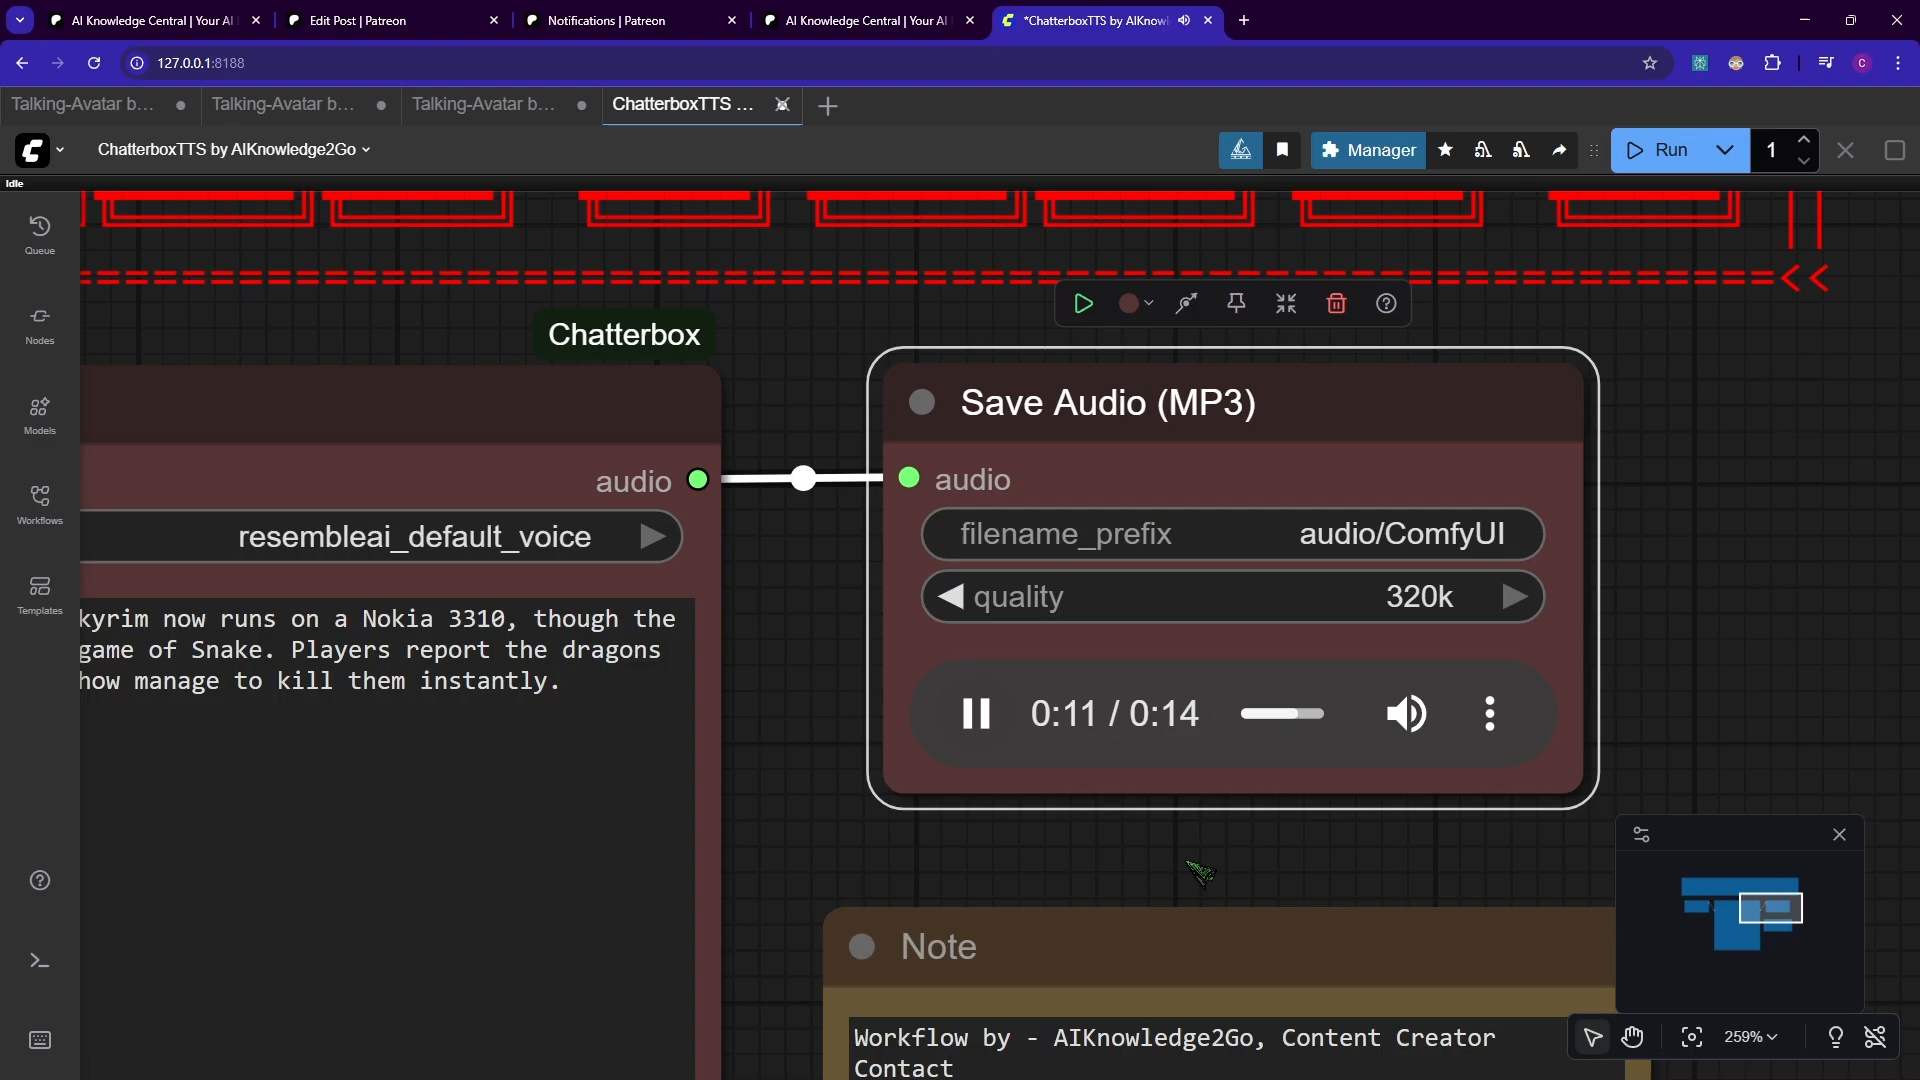 AI Knowledge Central | Your AI
Edit Post | Patreon
Notifications | Patreon
AI Knowledge Central | Your AI
*ChatterboxTTS by AIKnowl
127.0.0.1:8188
C
Talking-Avatar b...
Talking-Avatar b...
Talking-Avatar b...
ChatterboxTTS ...
ChatterboxTTS by AIKnowledge2Go
Manager
Run
1
Idle
Queue
Nodes
Models
Workflows
Templates
Chatterbox
audio
resembleai_default_voice
kyrim now runs on a Nokia 3310, though the
game of Snake. Players report the dragons
how manage to kill them instantly.
Save Audio (MP3)
audio
filename_prefix audio/ComfyUI
quality 320k
0:11 / 0:14
Note
Workflow by - AIKnowledge2Go, Content Creator
Contact
259%